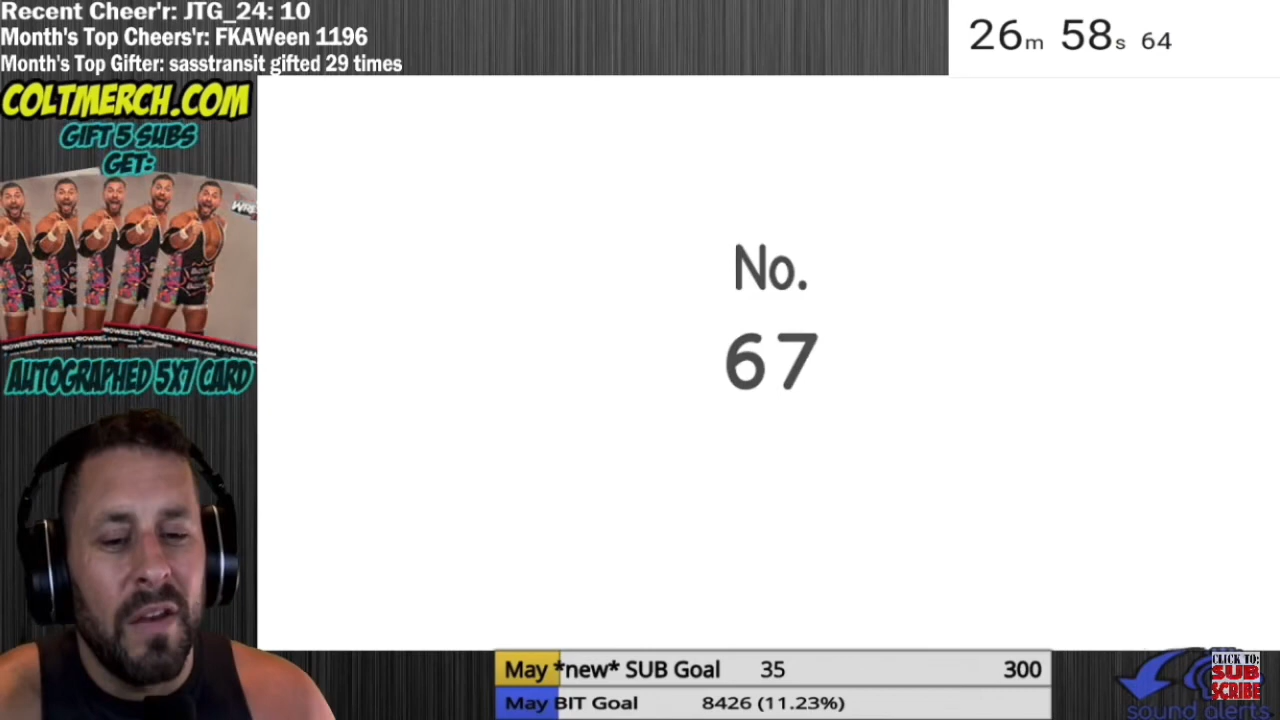 Recent Cheer'r: JTG_24: 10
Month's Top Cheers'r: FKAWeen 1196
Month's Top Gifter: sasstransit gifted 29 times
26m 58s 64
COLTMERCH.COM
GIFT 5 SUBS
GET:
AUTOGRAPHED 5X7 CARD
No.
67
May *new* SUB Goal 35 300
May BIT Goal 8426 (11.23%)
CLICK TO:
SUB
SCRIBE
sound alerts